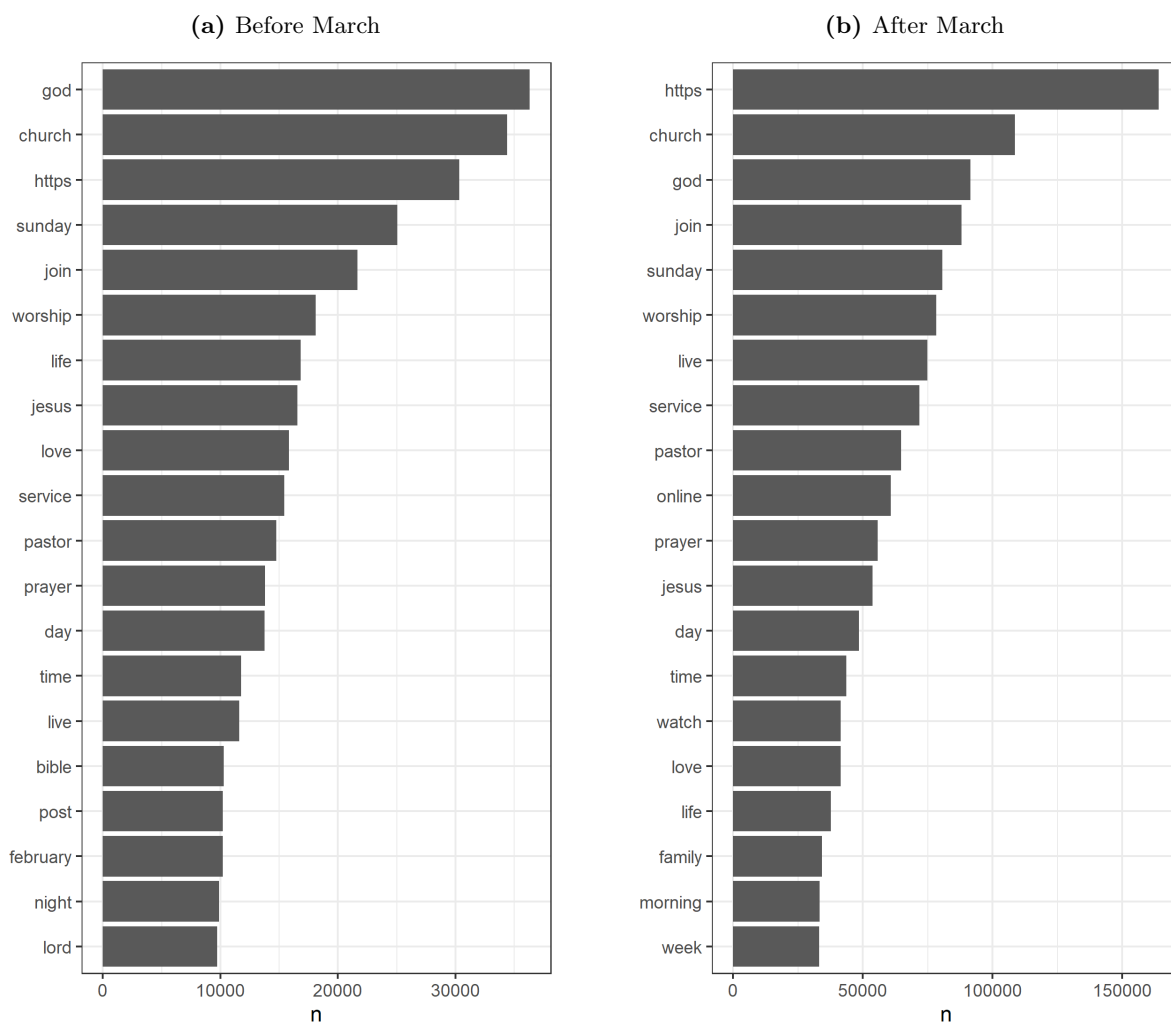 (a) Before March
god
church
https
sunday
join
worship
life
jesus
love
service
pastor
prayer
day
time
live
bible
post
february
night
lord
0 10000 20000 30000
n
(b) After March
https
church
god
join
sunday
worship
live
service
pastor
online
prayer
jesus
day
time
watch
love
life
family
morning
week
0 50000 100000 150000
n